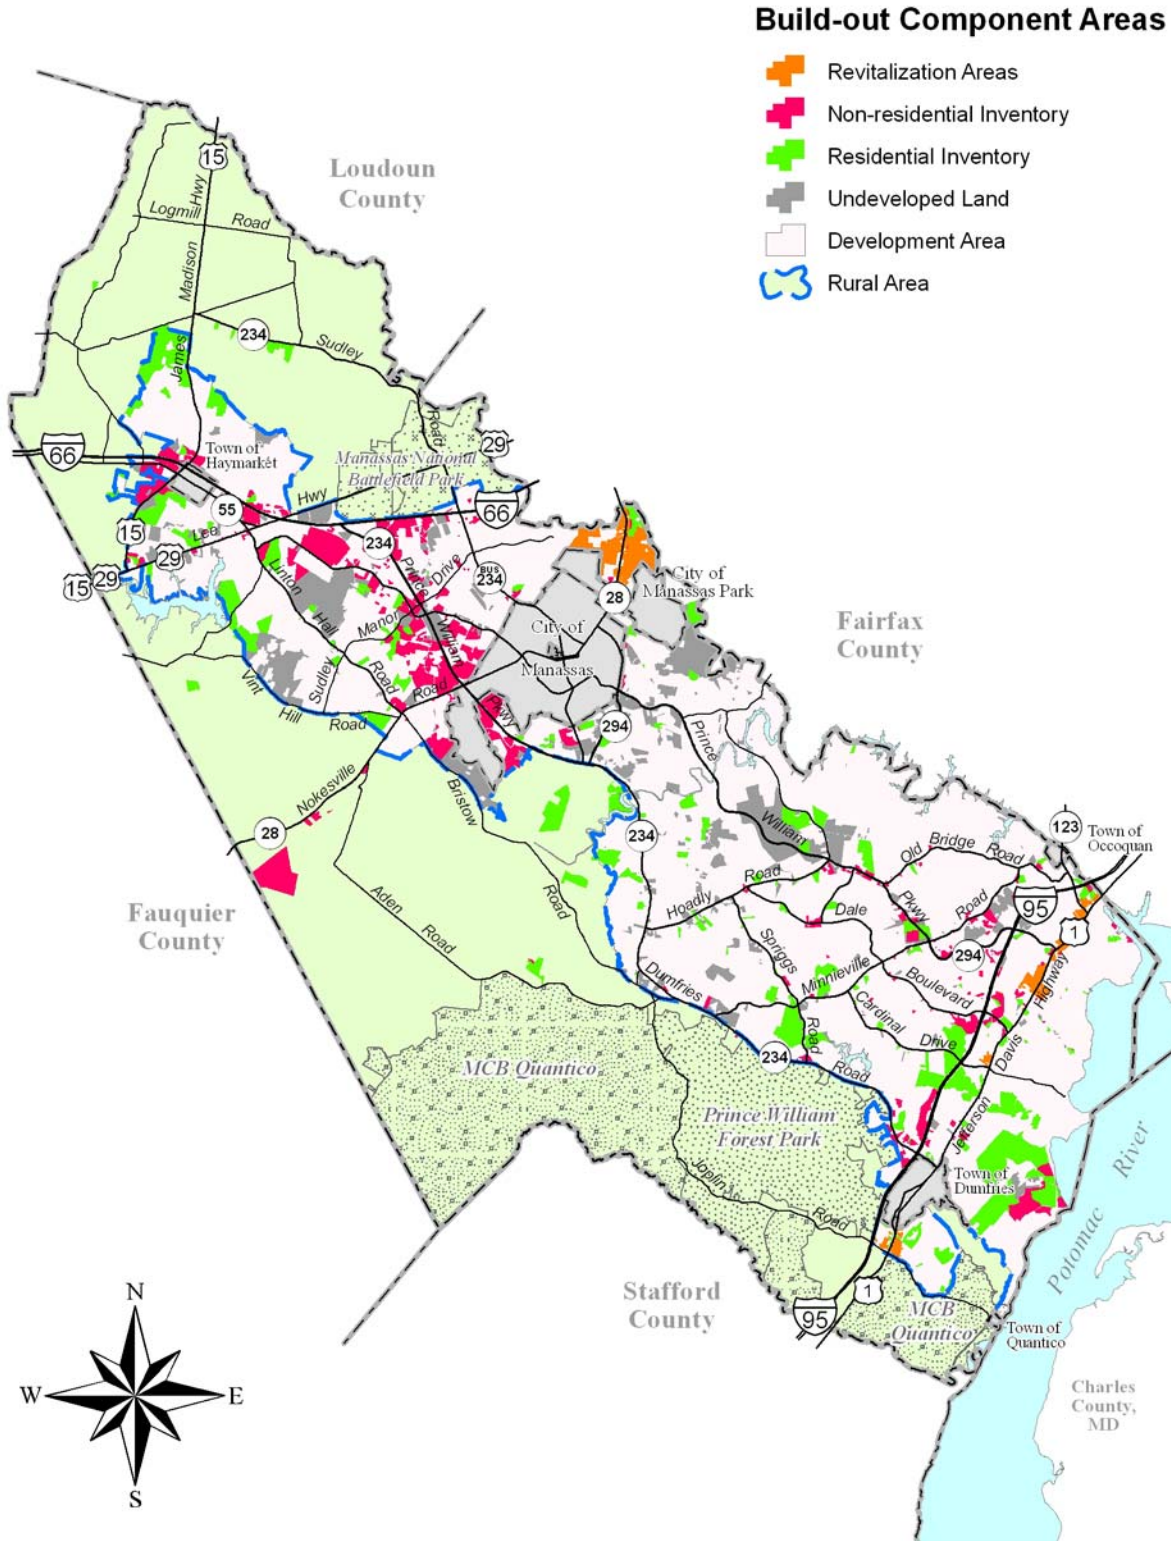 Build-out Component Areas
Revitalization Areas
Non-residential Inventory
Residential Inventory
Undeveloped Land
Development Area
Rural Area
Loudoun
County
15
Logmill
Road
Hwy
Madison
James
234
Sudley
Road
29
66
Town of
Haymarket
Manassas National
Battlefield Park
Hwy
66
55
Lee
15
29
15
29
234
BUS
234
Prince
Drive
Manor
William
28
City of
Manassas Park
City of
Manassas
Fairfax
County
Linton
Hall
Road
Sudley
Road
Pkwy
Vint
Hill
Road
294
Prince
Nokesville
28
Bristow
Road
234
William
Old
Bridge
Road
123
Town of
Occoquan
Fauquier
County
Aden
Road
Hoadly
Road
Dale
Pkwy
Road
95
1
294
Spriggs
Road
Minnieville
Boulevard
Highway
Dumfries
Cardinal
Drive
Davis
234
Road
Jefferson
MCB Quantico
Prince William
Forest Park
Joplin
Road
Town of
Dumfries
Potomac
River
Stafford
County
95
1
MCB
Quantico
Town of
Quantico
Charles
County,
MD
N
W
E
S